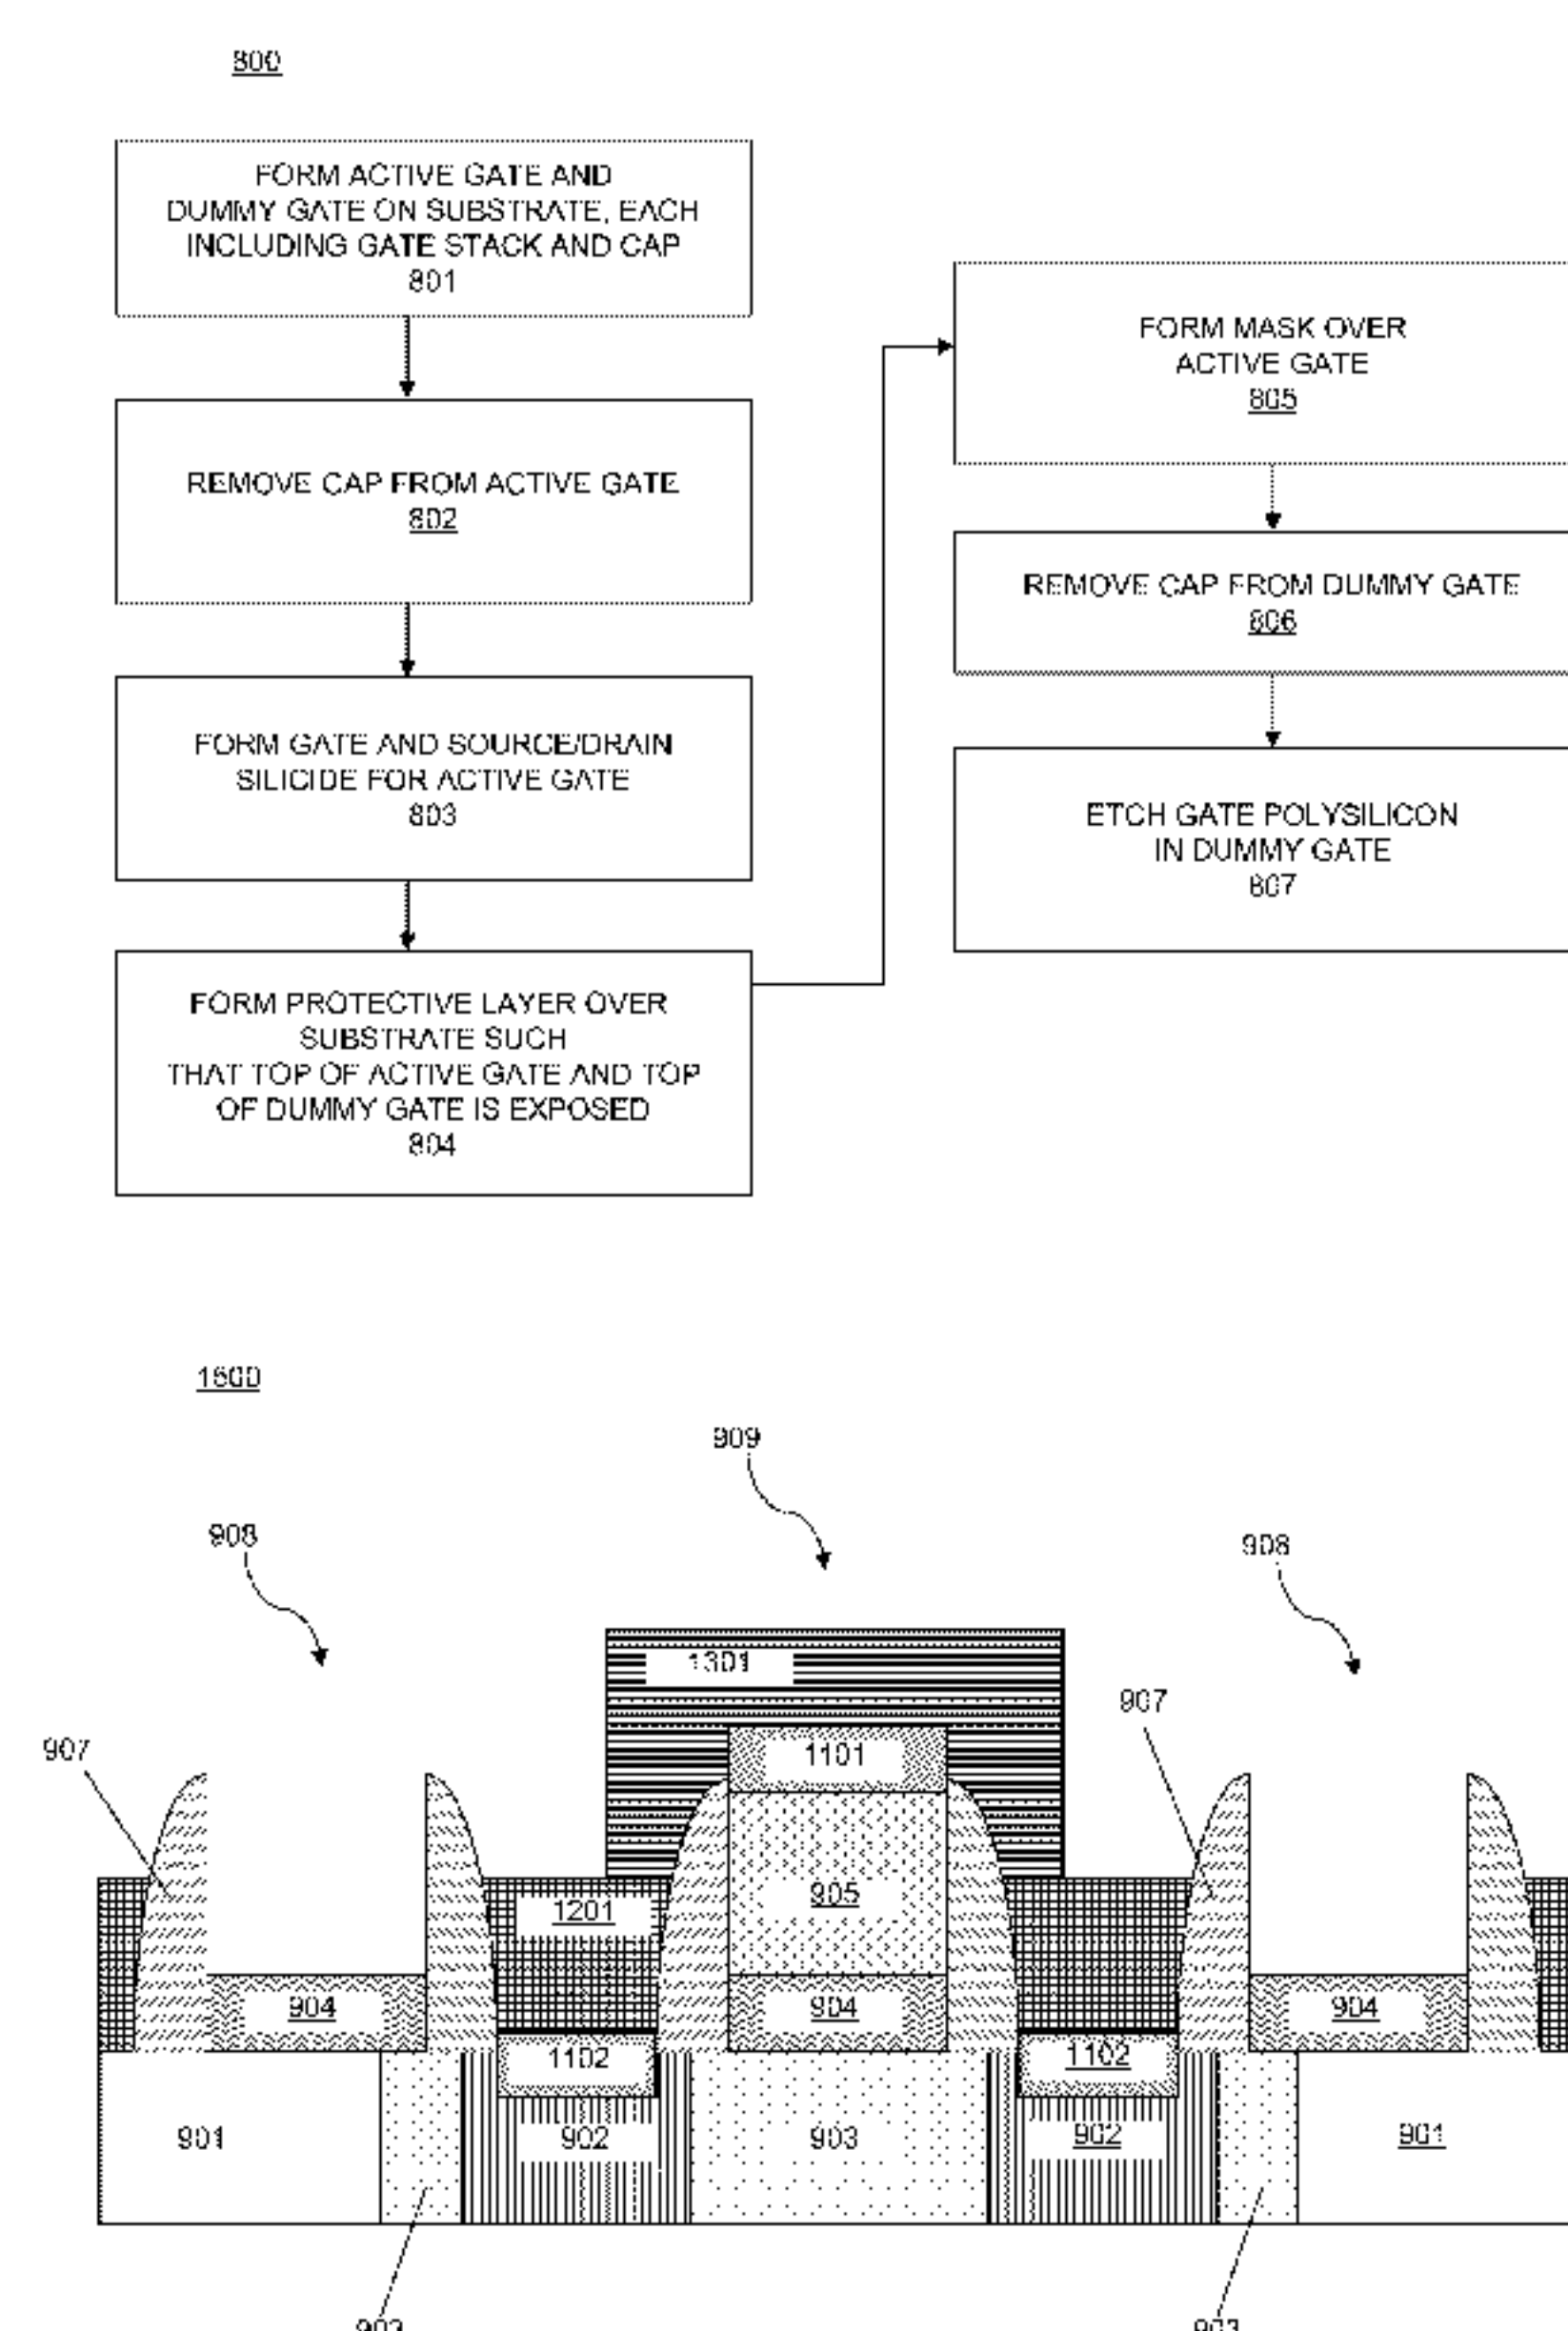 800
FORM ACTIVE GATE AND
DUMMY GATE ON SUBSTRATE, EACH
INCLUDING GATE STACK AND CAP
801
REMOVE CAP FROM ACTIVE GATE
802
FORM GATE AND SOURCE/DRAIN
SILICIDE FOR ACTIVE GATE
803
FORM PROTECTIVE LAYER OVER
SUBSTRATE SUCH
THAT TOP OF ACTIVE GATE AND TOP
OF DUMMY GATE IS EXPOSED
804
FORM MASK OVER
ACTIVE GATE
805
REMOVE CAP FROM DUMMY GATE
806
ETCH GATE POLYSILICON
IN DUMMY GATE
807
909
908
908
1301
907
907
1101
905
1201
904
904
904
1102
1102
901
902
903
902
901
903
903